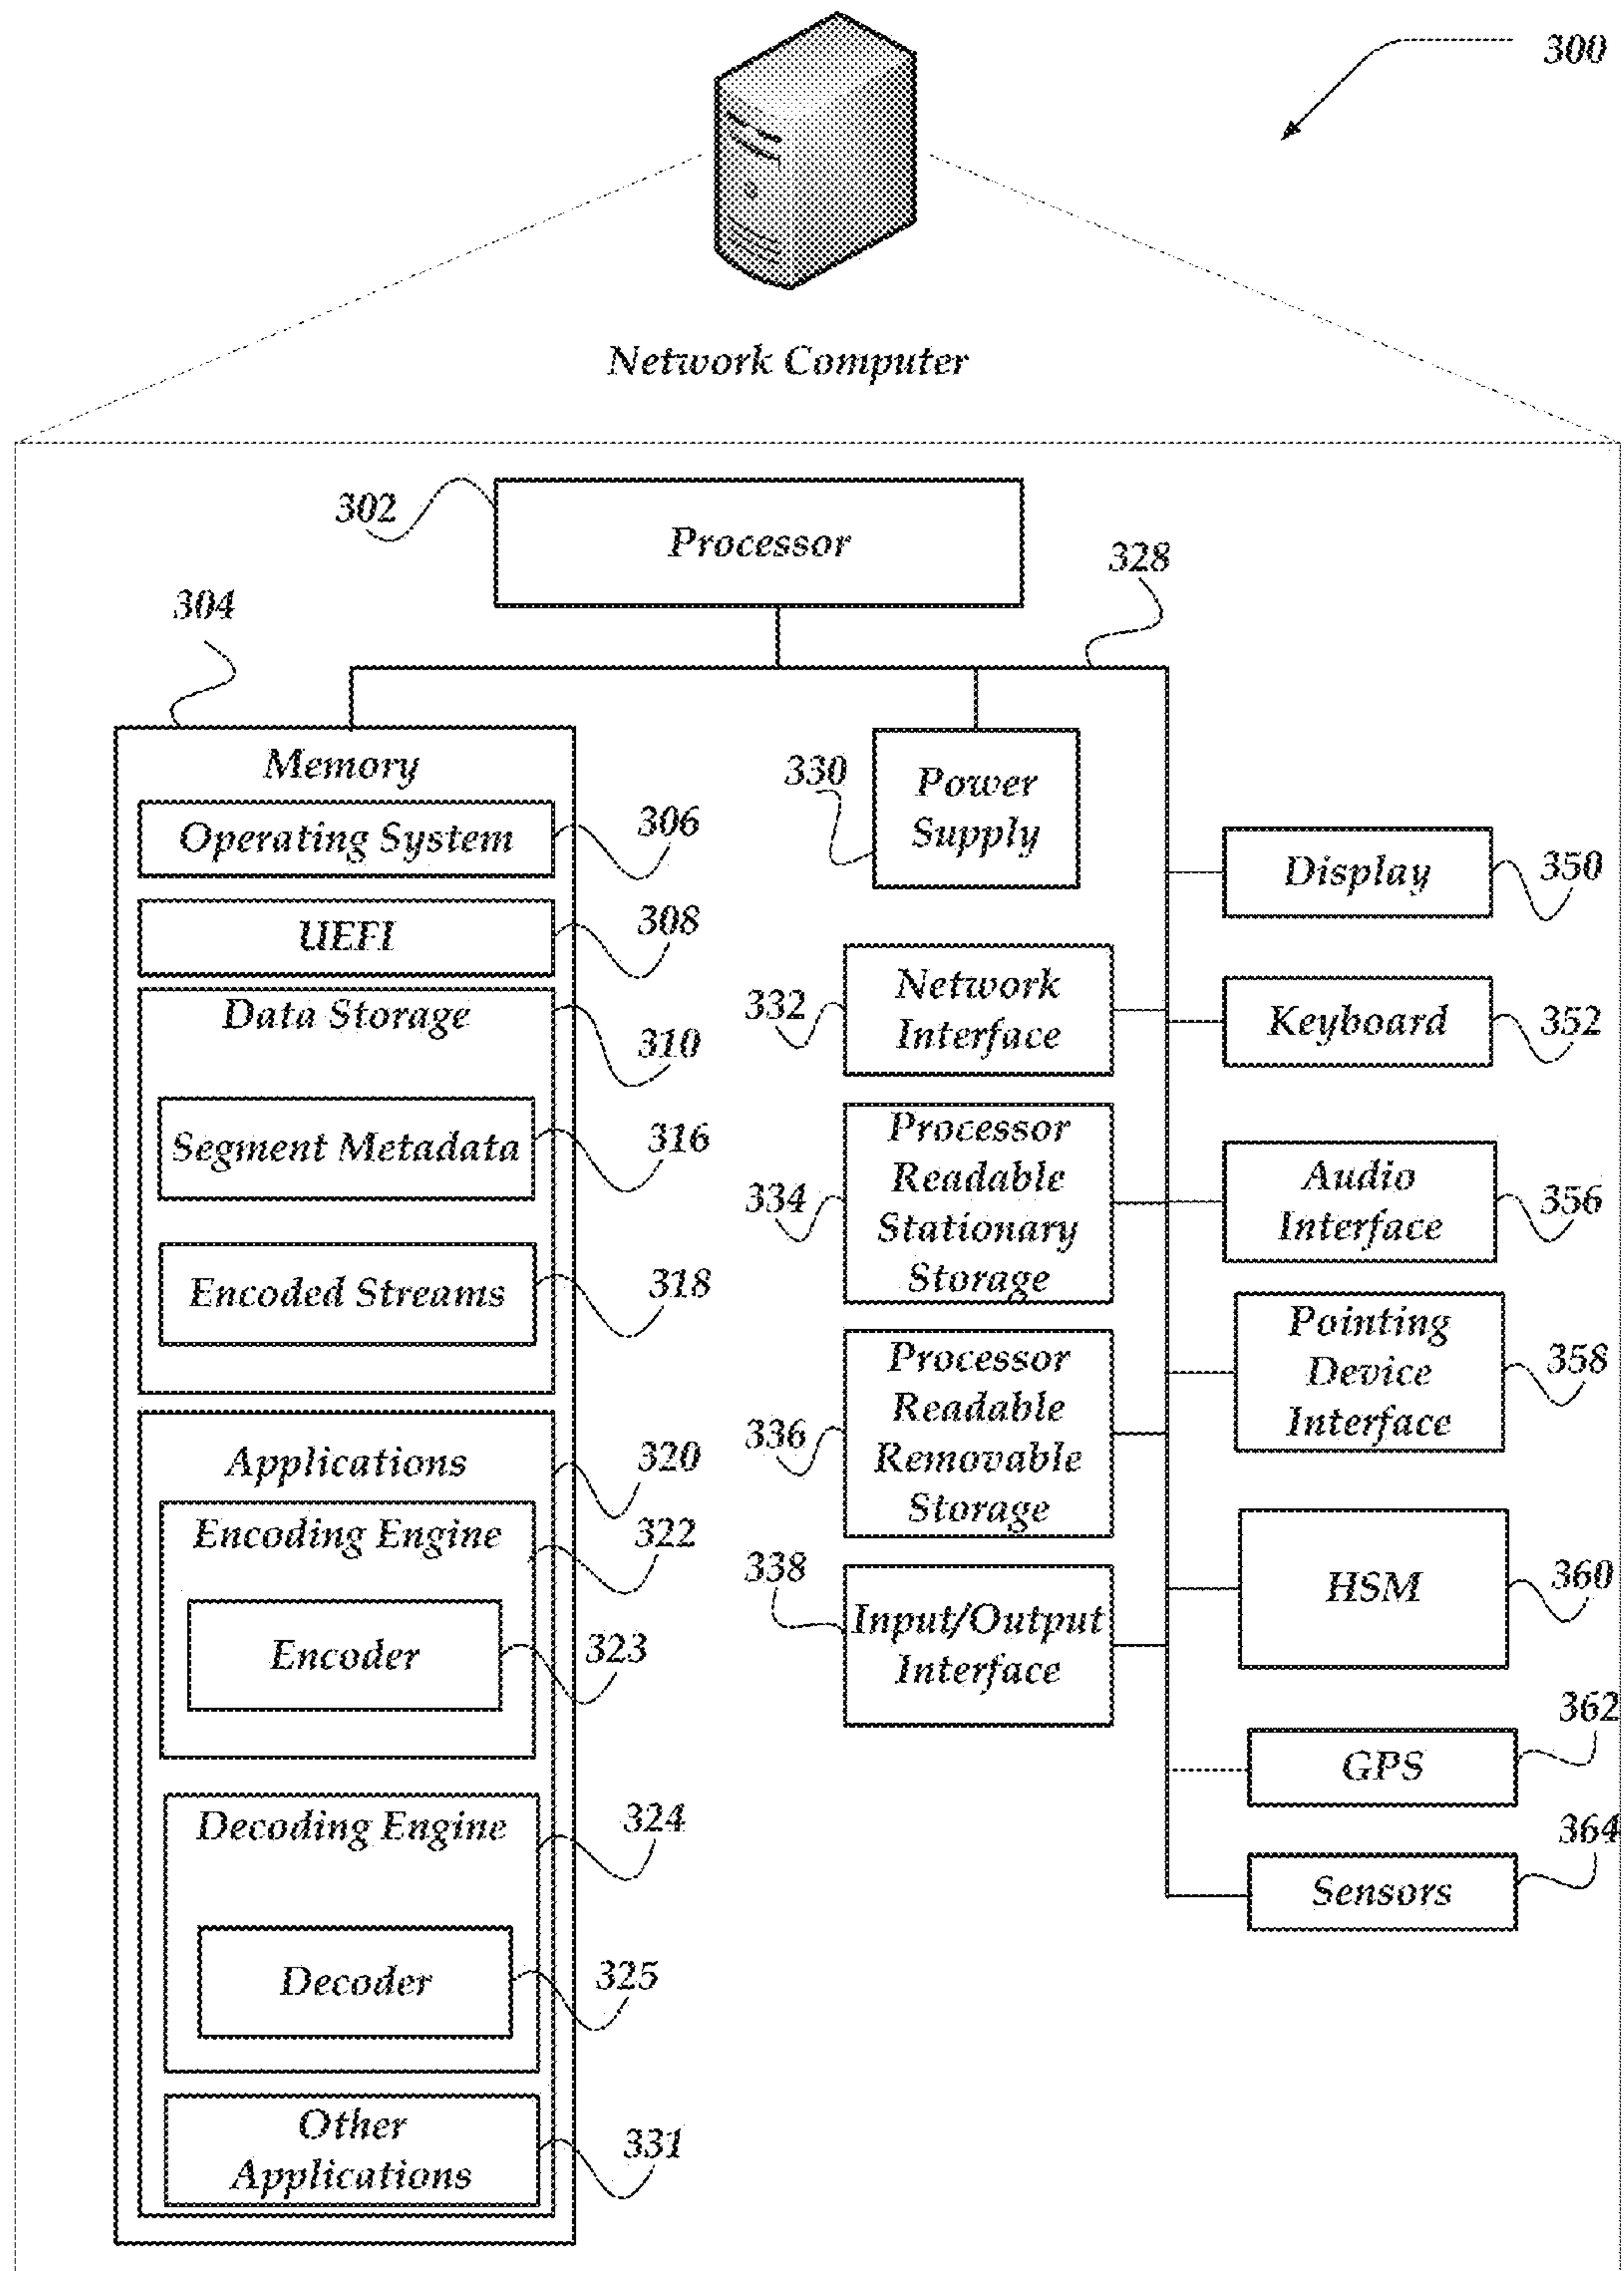 300
Network Computer
302
Processor
328
304
Memory
Operating System
306
UEFI
308
Data Storage
310
Segment Metadata
316
Encoded Streams
318
Applications
320
Encoding Engine
322
Encoder
323
Decoding Engine
324
Decoder
325
Other
Applications
331
330
Power
Supply
332
Network
Interface
334
Processor
Readable
Stationary
Storage
336
Processor
Readable
Removable
Storage
338
Input/Output
Interface
Display
350
Keyboard
352
Audio
Interface
356
Pointing
Device
Interface
358
HSM
360
362
GPS
364
Sensors